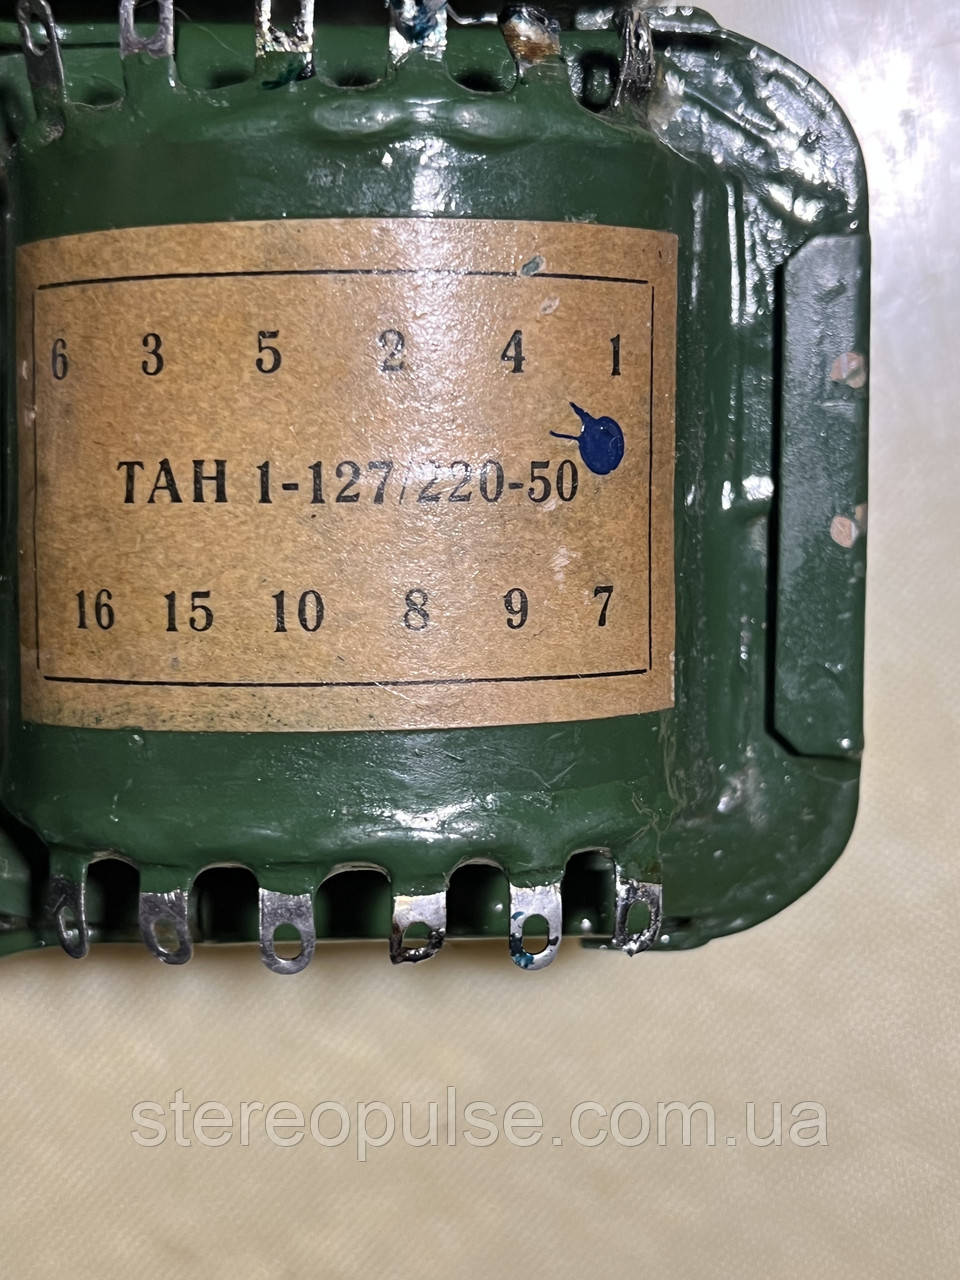 6 3 5 2 4 1
ТАН 1-127/220-50
16 15 10 8 9 7
stereopulse.com.ua